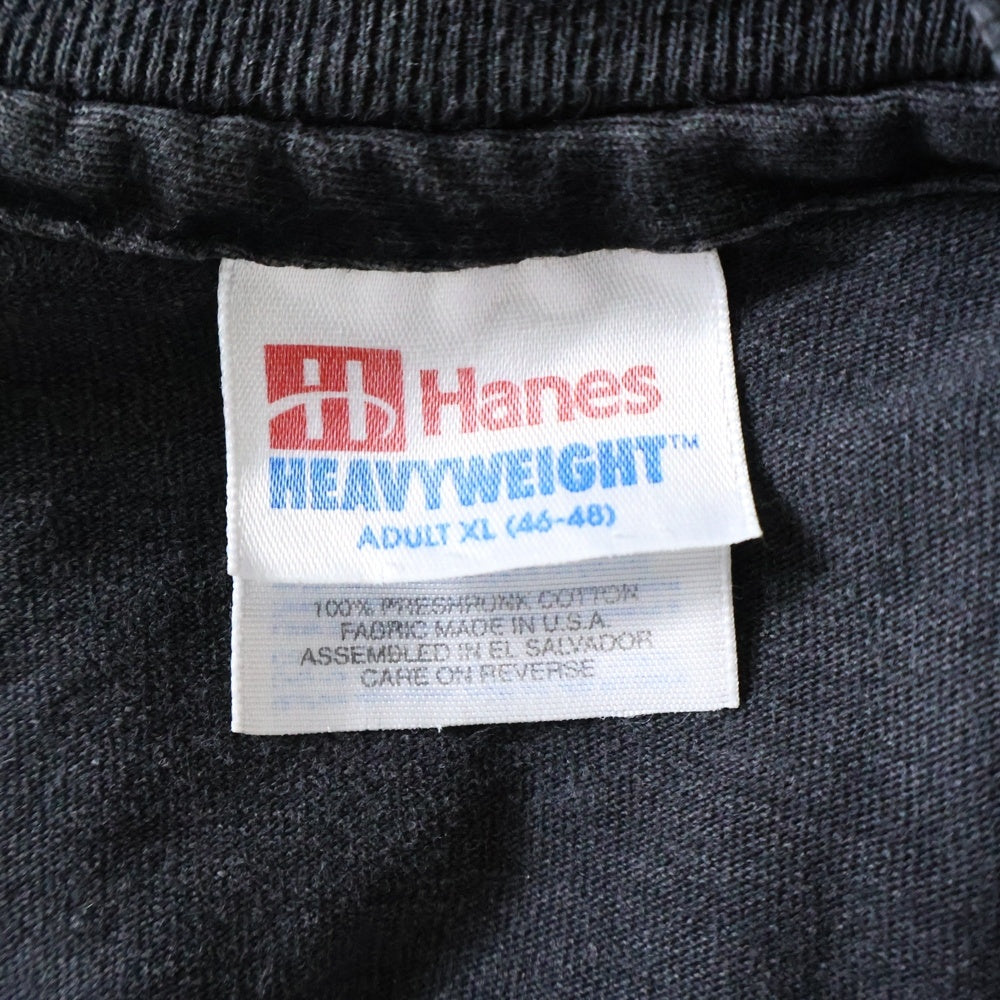 H Hanes
HEAVYWEIGHT™
ADULT XL (46-48)
100% PRESHRUNK COTTON
FABRIC MADE IN U.S.A.
ASSEMBLED IN EL SALVADOR
CARE ON REVERSE